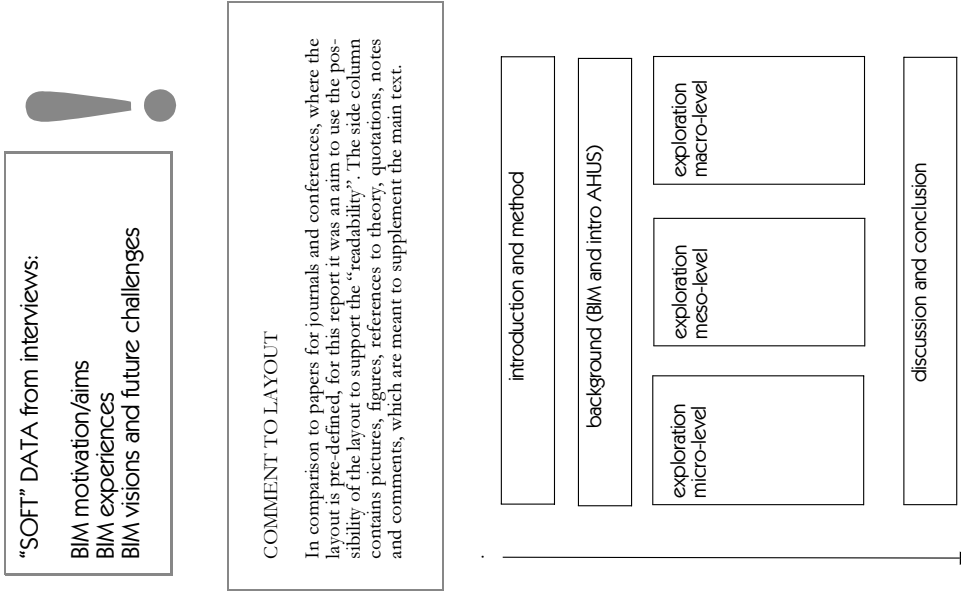 "SOFT" DATA from interviews:
BIM motivation/aims
BIM experiences
BIM visions and future challenges
COMMENT TO LAYOUT
In comparison to papers for journals and conferences, where the
layout is pre-defined, for this report it was an aim to use the pos-
sibility of the layout to support the “readability”. The side column
contains pictures, figures, references to theory, quotations, notes
and comments, which are meant to supplement the main text.
introduction and method
background (BIM and intro AHUS)
exploration
micro-level
exploration
meso-level
exploration
macro-level
discussion and conclusion